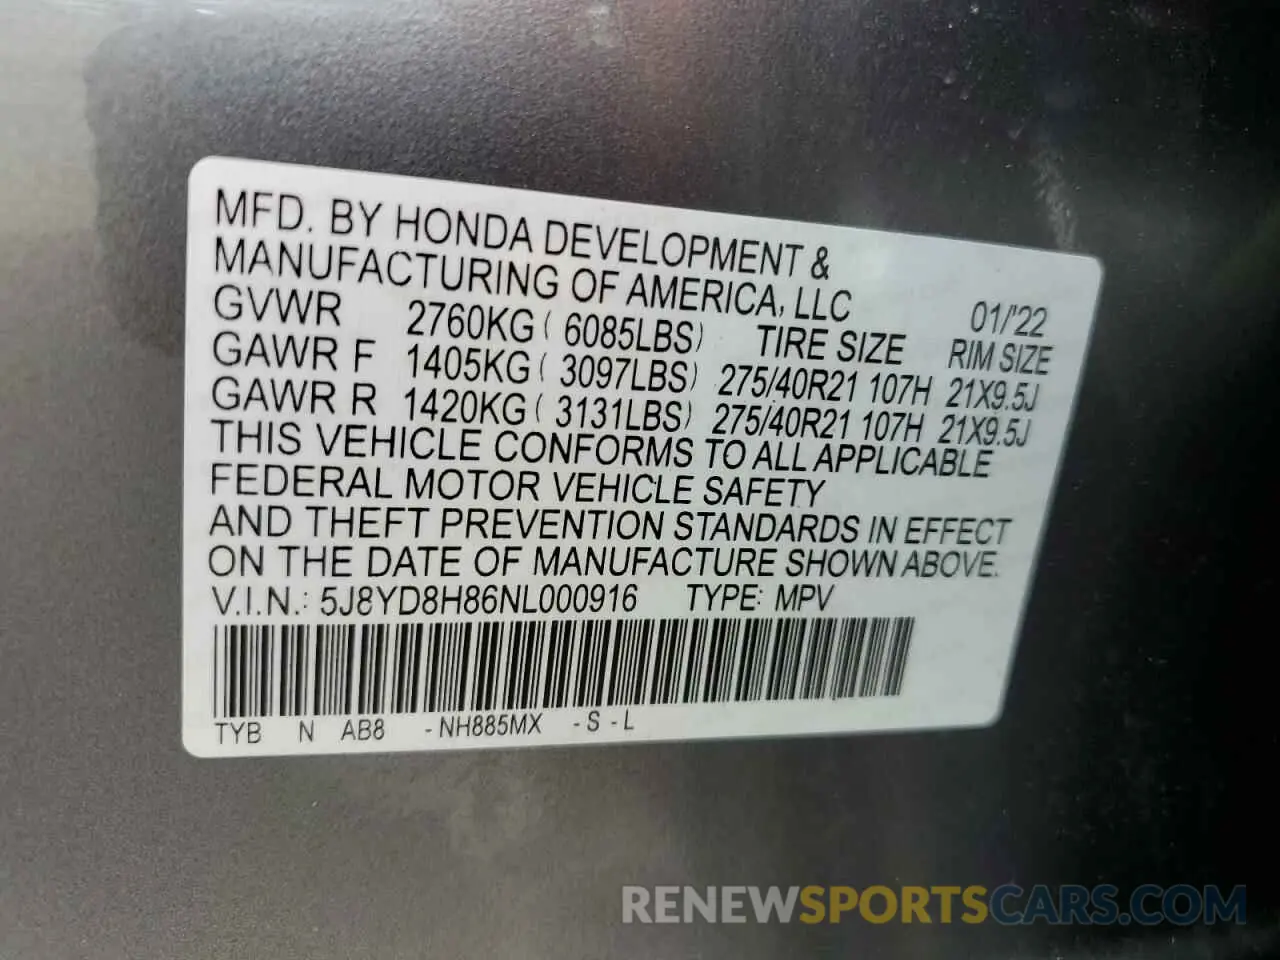 MFD. BY HONDA DEVELOPMENT &
MANUFACTURING OF AMERICA, LLC 01/'22
GVWR 2760KG ( 6085LBS) TIRE SIZE RIM SIZE
GAWR F 1405KG ( 3097LBS) 275/40R21 107H 21X9.5J
GAWR R 1420KG ( 3131LBS) 275/40R21 107H 21X9.5J
THIS VEHICLE CONFORMS TO ALL APPLICABLE
FEDERAL MOTOR VEHICLE SAFETY
AND THEFT PREVENTION STANDARDS IN EFFECT
ON THE DATE OF MANUFACTURE SHOWN ABOVE.
V.I.N.: 5J8YD8H86NL000916 TYPE: MPV
TYB N AB8 -NH885MX -S -L
RENEWSPORTSCARS.COM